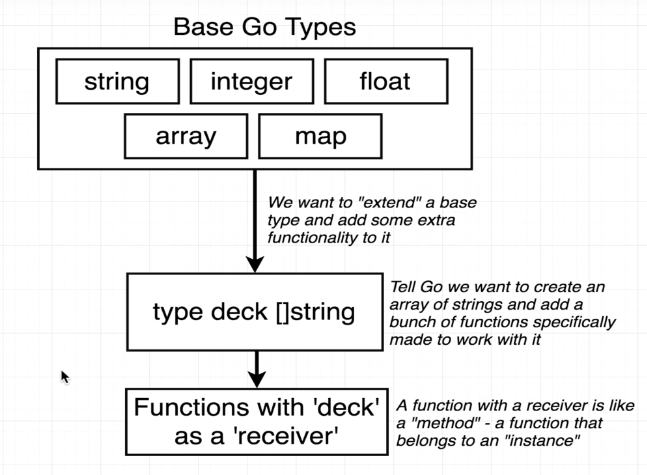 Base Go Types
string
integer
float
array
map
We want to "extend" a base
type and add some extra
functionality to it
type deck []string
Tell Go we want to create an
array of strings and add a
bunch of functions specifically
made to work with it
Functions with 'deck'
as a 'receiver'
A function with a receiver is like
a "method" - a function that
belongs to an "instance"